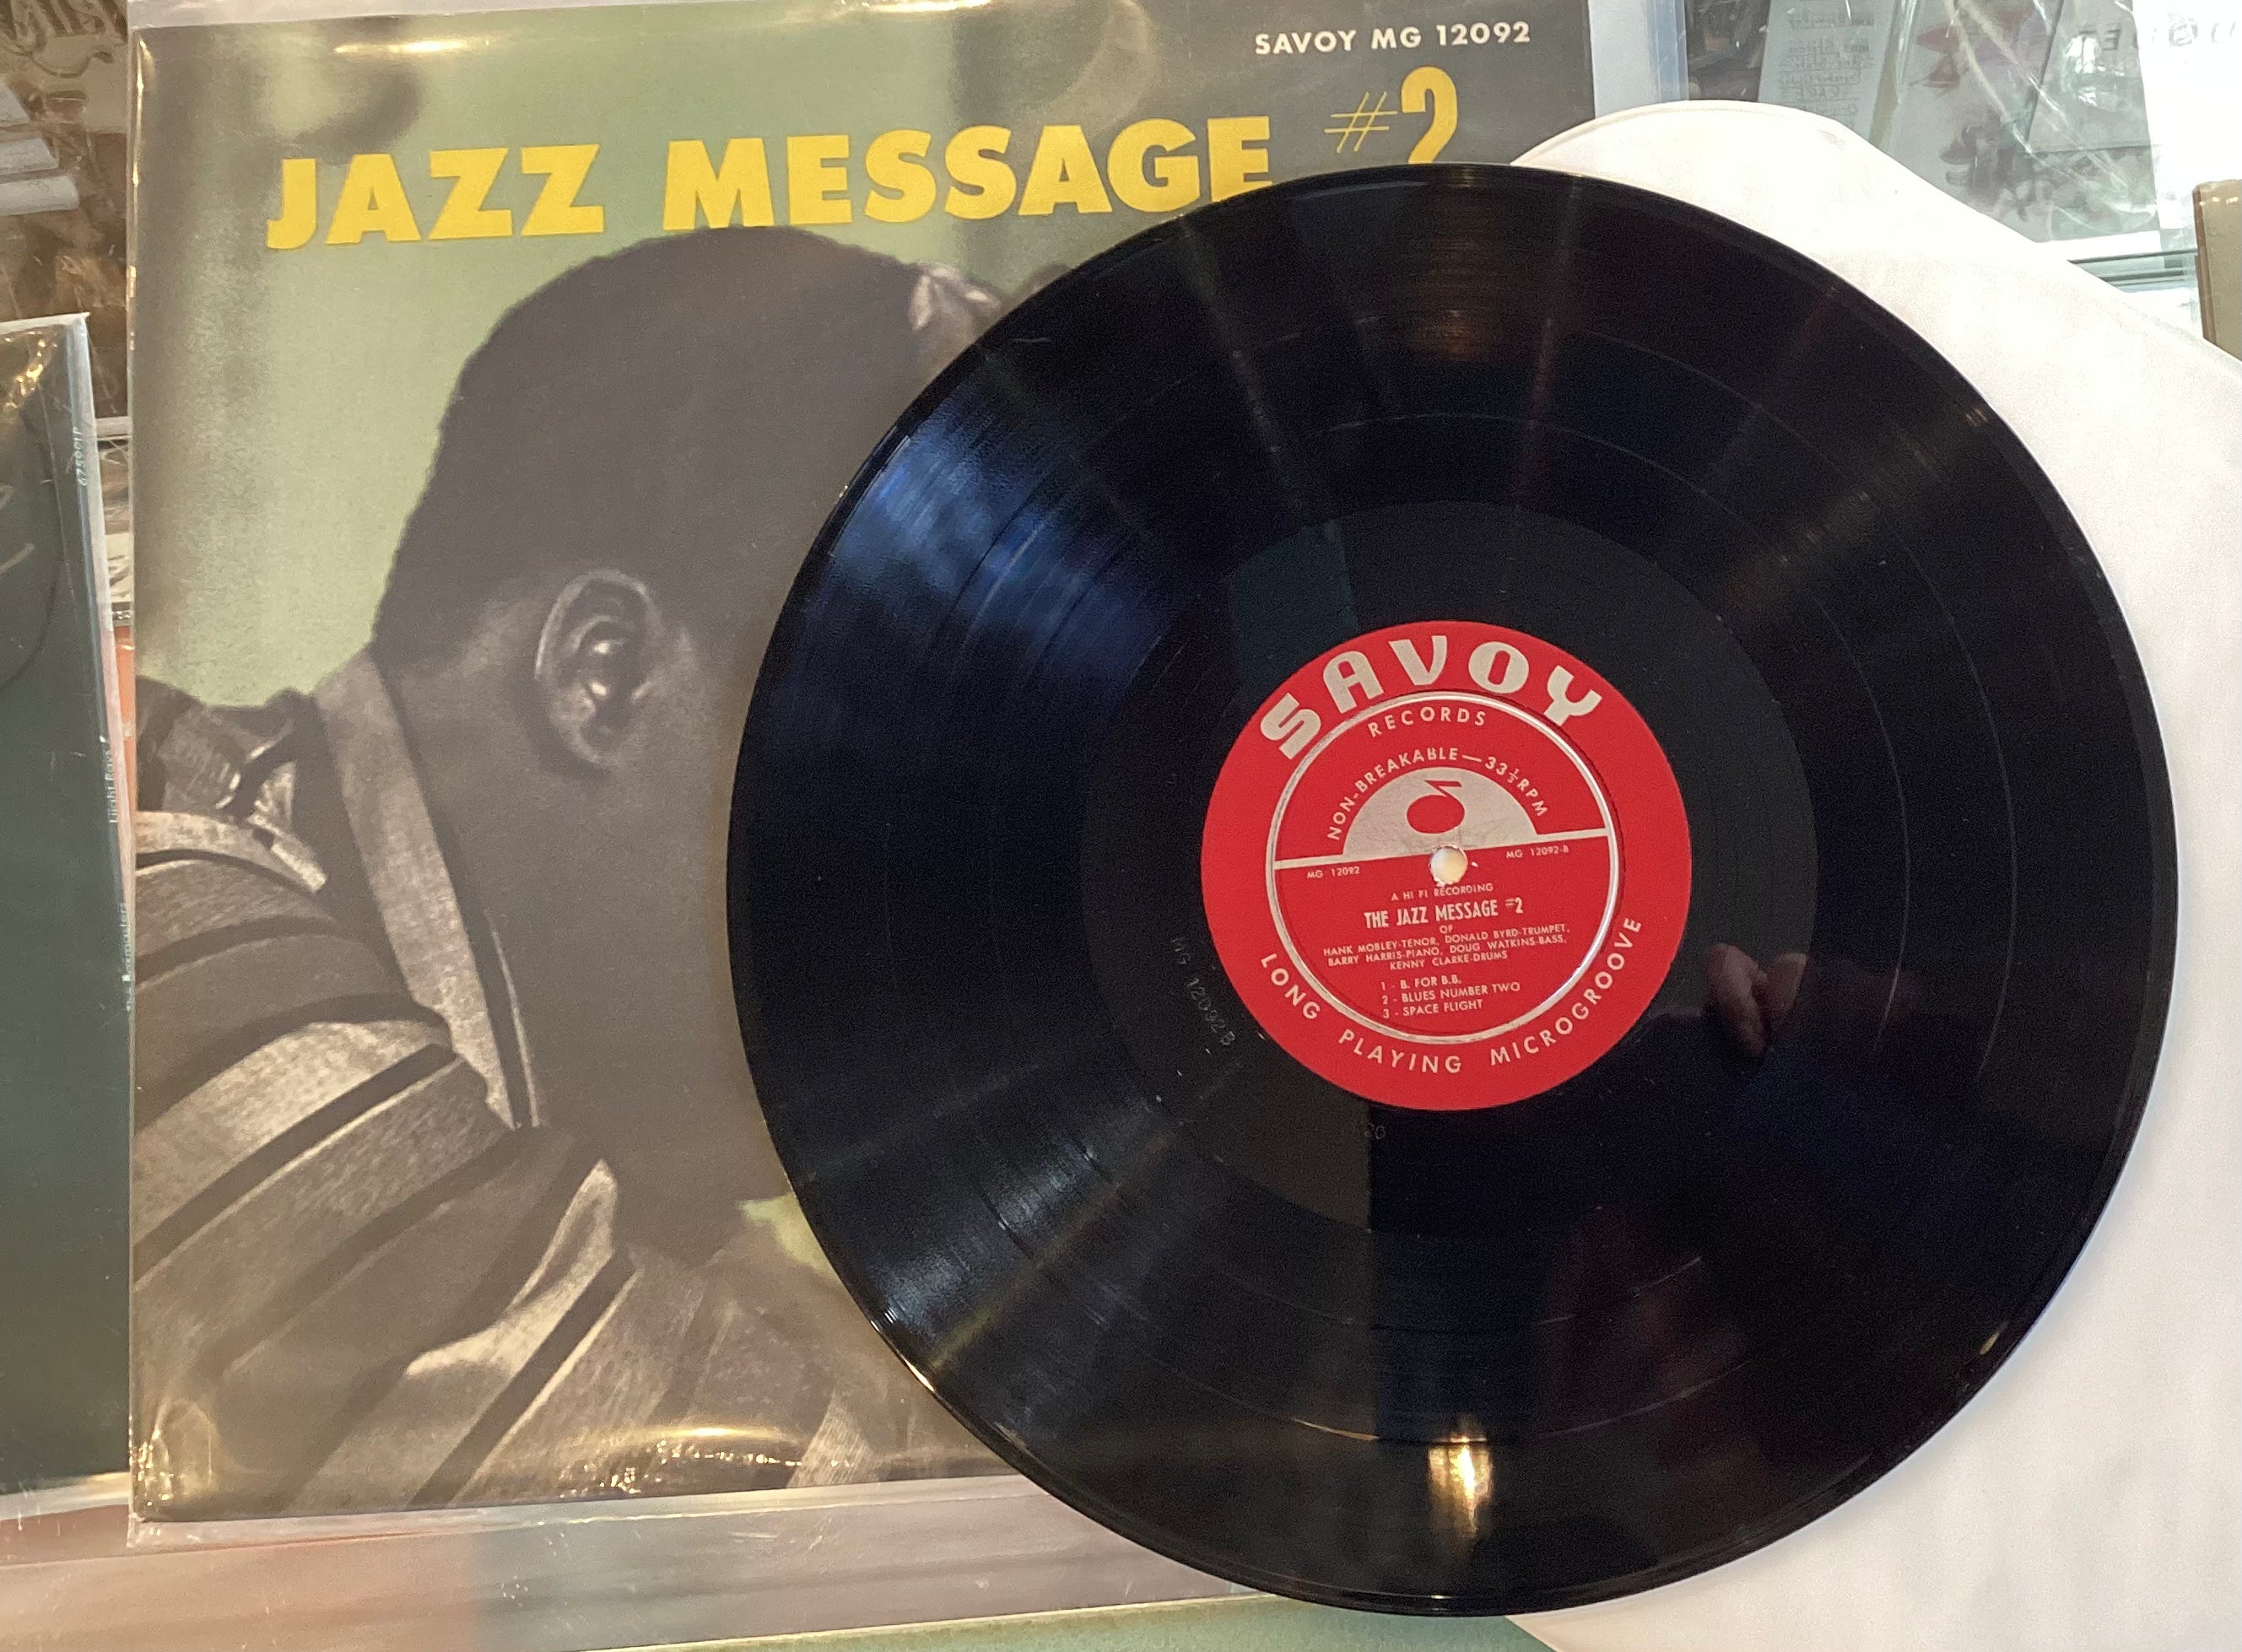 SAVOY MG 12092
JAZZ MESSAGE #2
SAVOY
RECORDS
NON-BREAKABLE—33⅓RPM
MG 12092
MG 12092-B
A HI FI RECORDING
THE JAZZ MESSAGE #2
OF
HANK MOBLEY-TENOR, DONALD BYRD-TRUMPET,
BARRY HARRIS-PIANO, DOUG WATKINS-BASS,
KENNY CLARKE-DRUMS
1 - B. FOR B.B.
2 - BLUES NUMBER TWO
3 - SPACE FLIGHT
LONG PLAYING MICROGROOVE
MG 12092B